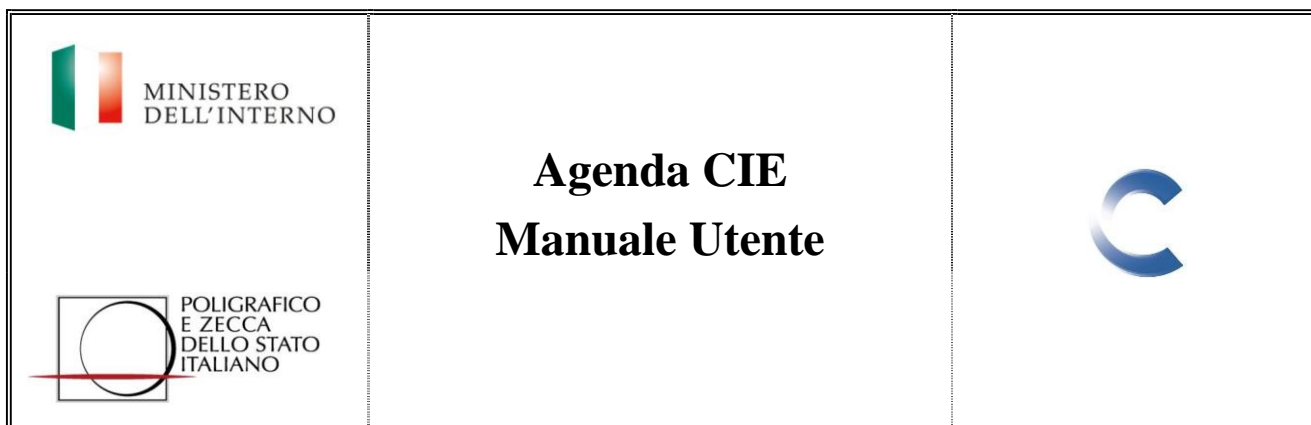 MINISTERO
DELL'INTERNO
POLIGRAFICO
E ZECCA
DELLO STATO
ITALIANO
Agenda CIE
Manuale Utente
C